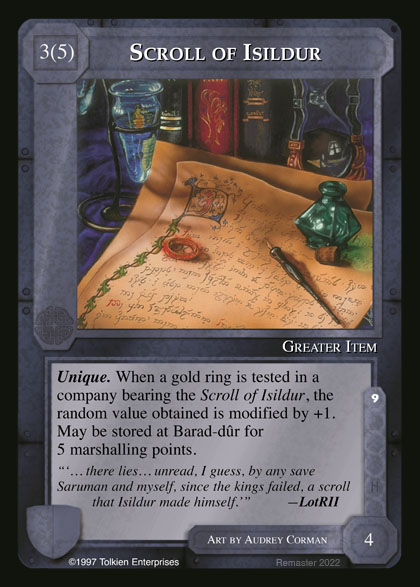 3(5)
SCROLL OF ISILDUR
GREATER ITEM
Unique. When a gold ring is tested in a
company bearing the Scroll of Isildur, the
random value obtained is modified by +1.
May be stored at Barad-dûr for
5 marshalling points.
9
“‘… there lies… unread, I guess, by any save
Saruman and myself, since the kings failed, a scroll
that Isildur made himself.’” —LotRII
ART BY AUDREY CORMAN
4
©1997 Tolkien Enterprises
Remaster 2022